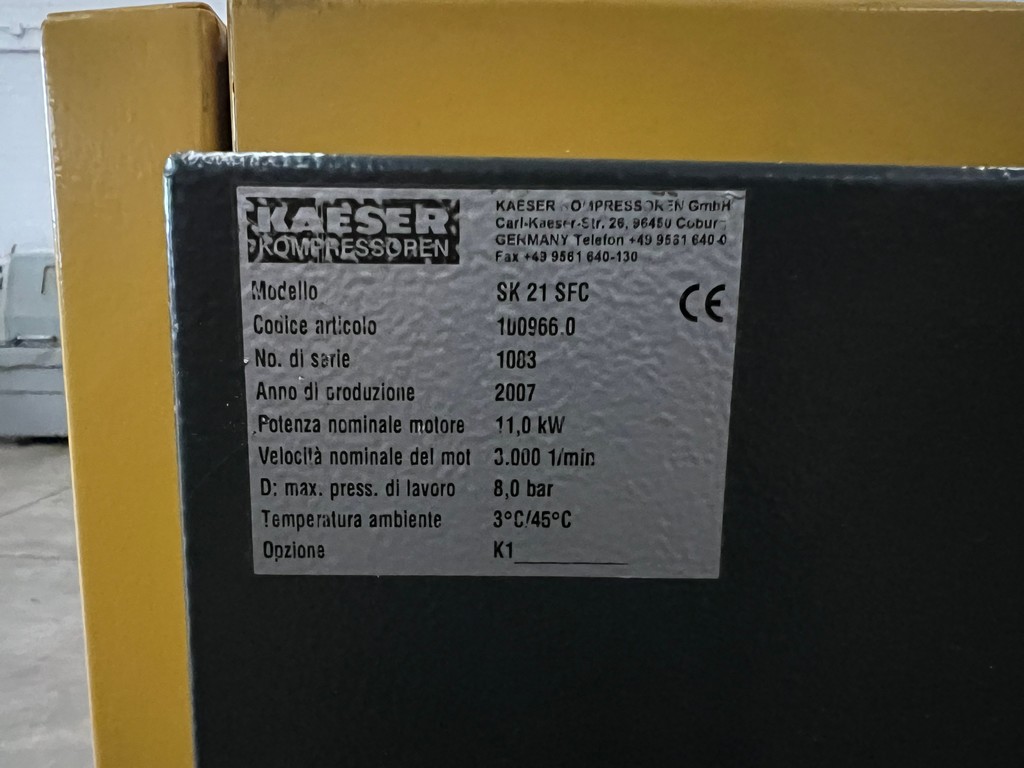 KAESER
KOMPRESSOREN
KAESER KOMPRESSOREN GmbH
Carl-Kaeser-Str. 26, 96450 Coburg
GERMANY Telefon +49 9561 640-0
Fax +49 9561 640-130
Modello SK 21 SFC
Codice articolo 100966.0
No. di serie 1083
Anno di produzione 2007
Potenza nominale motore 11,0 kW
Velocità nominale del mot 3.000 1/min
D: max. press. di lavoro 8,0 bar
Temperatura ambiente 3°C/45°C
Opzione K1
CE